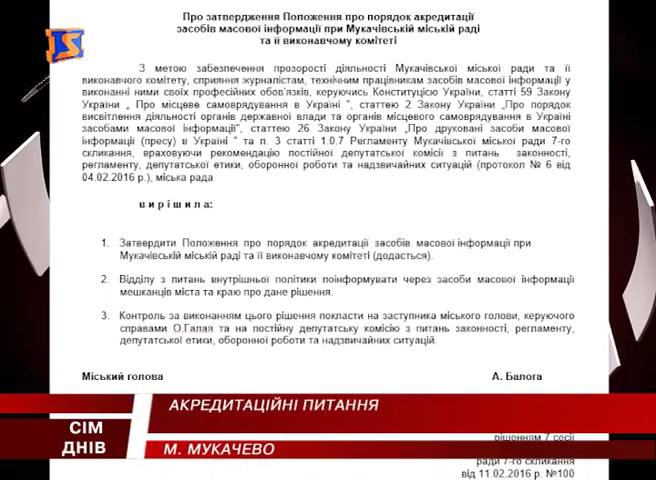 Про затвердження Положення про порядок акредитації
засобів масової інформації при Мукачівській міській раді
та її виконавчому комітеті
З метою забезпечення прозорості діяльності Мукачівської міської ради та її
виконавчого комітету, сприяння журналістам, технічним працівникам засобів масової інформації у
виконанні ними своїх професійних обов’язків, керуючись Конституцією України, статті 59 Закону
України „ Про місцеве самоврядування в Україні ”, статтею 2 Закону України „Про порядок
висвітлення діяльності органів державної влади та органів місцевого самоврядування в Україні
засобами масової інформації”, статтею 26 Закону України „Про друковані засоби масової
інформації (пресу) в Україні ” та п. 3 статті 1.0.7 Регламенту Мукачівської міської ради 7-го
скликання, враховуючи рекомендацію постійної депутатської комісії з питань законності,
регламенту, депутатської етики, оборонної роботи та надзвичайних ситуацій (протокол № 6 від
04.02.2016 р.), міська рада
в и р і ш и л а:
1. Затвердити Положення про порядок акредитації засобів масової інформації при
Мукачівській міській раді та її виконавчому комітеті (додається).
2. Відділу з питань внутрішньої політики поінформувати через засоби масової інформації
мешканців міста та краю про дане рішення.
3. Контроль за виконанням цього рішення покласти на заступника міського голови, керуючого
справами О.Галая та на постійну депутатську комісію з питань законності, регламенту,
депутатської етики, оборонної роботи та надзвичайних ситуацій.
Міський голова А. Балога
АКРЕДИТАЦІЙНІ ПИТАННЯ
СІМ
ДНІВ
М. МУКАЧЕВО
рішенням 7 сесії
ради 7-го скликання
від 11.02.2016 р. №100